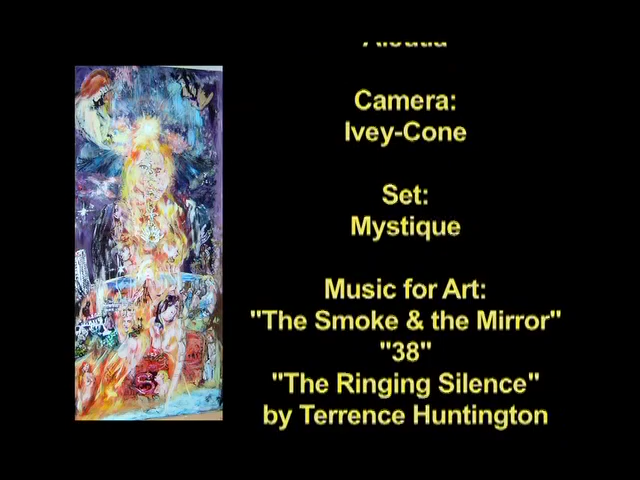 Camera:
Ivey-Cone
Set:
Mystique
Music for Art:
"The Smoke & the Mirror"
"38"
"The Ringing Silence"
by Terrence Huntington